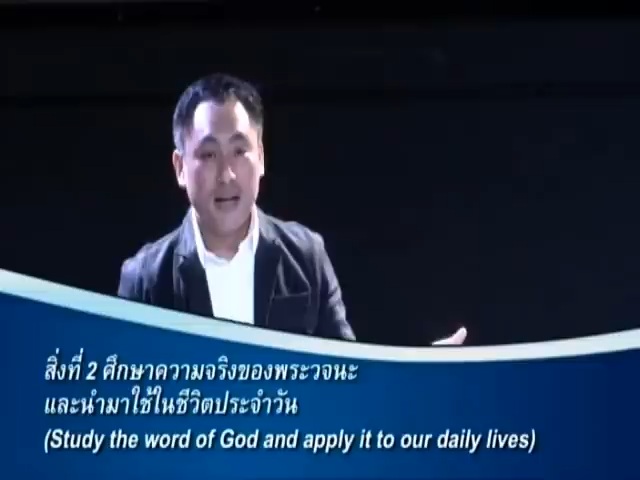 สิ่งที่ 2 ศึกษาความจริงของพระวจนะ
และนำมาใช้ในชีวิตประจำวัน
(Study the word of God and apply it to our daily lives)